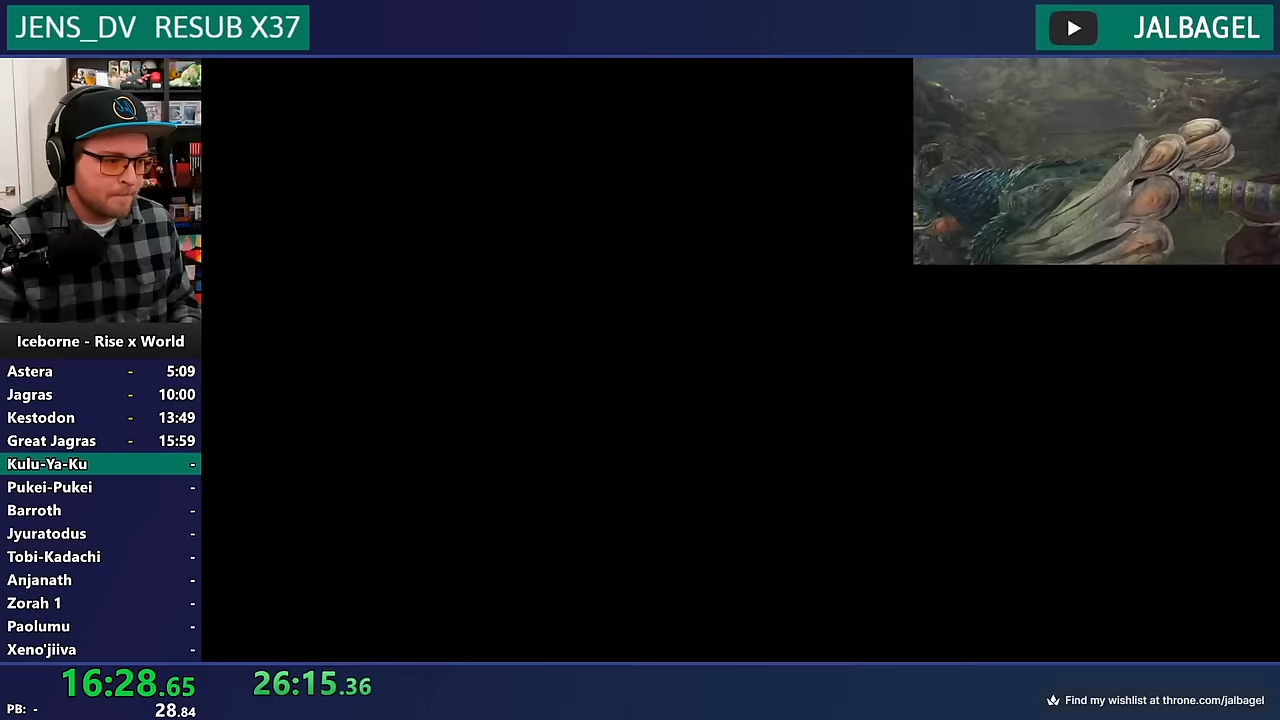 JENS_DV RESUB X37
JALBAGEL
Iceborne - Rise x World
Astera - 5:09
Jagras - 10:00
Kestodon - 13:49
Great Jagras - 15:59
Kulu-Ya-Ku -
Pukei-Pukei -
Barroth -
Jyuratodus -
Tobi-Kadachi -
Anjanath -
Zorah 1 -
Paolumu -
Xeno'jiiva -
16:28.65 26:15.36
PB: - 28.84
Find my wishlist at throne.com/jalbagel